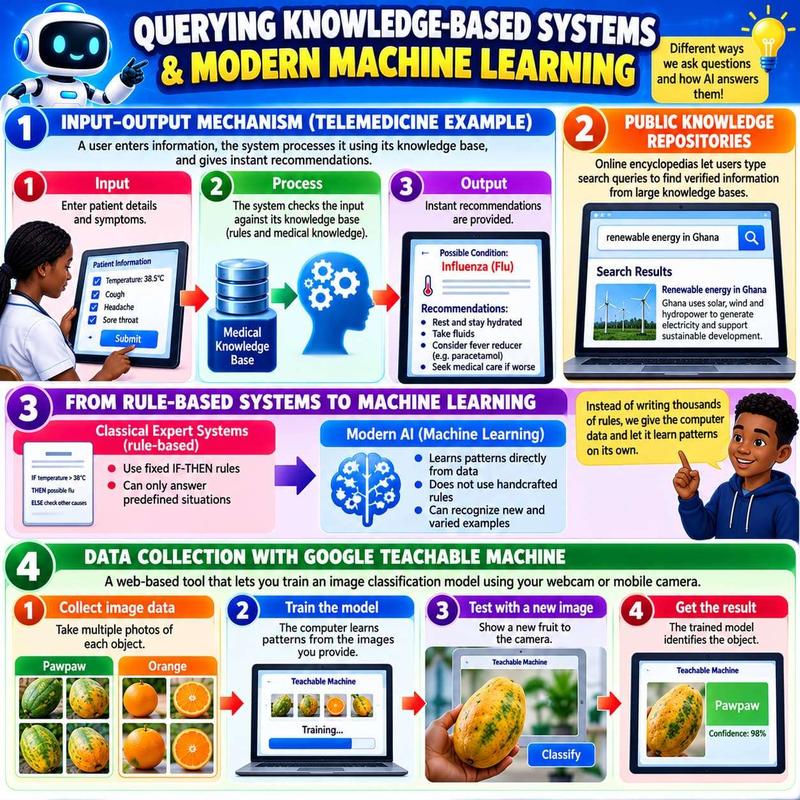 QUERYING KNOWLEDGE-BASED SYSTEMS
& MODERN MACHINE LEARNING
Different ways
we ask questions
and how AI answers
them!
1
INPUT–OUTPUT MECHANISM (TELEMEDICINE EXAMPLE)
A user enters information, the system processes it using its knowledge base,
and gives instant recommendations.
1
Input
Enter patient details
and symptoms.
Patient Information
Temperature: 38.5°C
Cough
Headache
Sore throat
Submit
2
Process
The system checks the input
against its knowledge base
(rules and medical knowledge).
Medical
Knowledge
Base
3
Output
Instant recommendations
are provided.
Possible Condition:
Influenza (Flu)
Recommendations:
Rest and stay hydrated
Take fluids
Consider fever reducer
(e.g. paracetamol)
Seek medical care if worse
2
PUBLIC KNOWLEDGE
REPOSITORIES
Online encyclopedias let users type
search queries to find verified information
from large knowledge bases.
renewable energy in Ghana
Search Results
Renewable energy in Ghana
Ghana uses solar, wind and
hydropower to generate
electricity and support
sustainable development.
3
FROM RULE-BASED SYSTEMS TO MACHINE LEARNING
Classical Expert Systems
(rule-based)
IF temperature > 38°C
THEN possible flu
ELSE check other causes
Use fixed IF-THEN rules
Can only answer
predefined situations
Modern AI (Machine Learning)
Learns patterns directly
from data
Does not use handcrafted
rules
Can recognize new and
varied examples
Instead of writing thousands
of rules, we give the computer
data and let it learn patterns
on its own.
4
DATA COLLECTION WITH GOOGLE TEACHABLE MACHINE
A web-based tool that lets you train an image classification model using your webcam or mobile camera.
1
Collect image data
Take multiple photos of
each object.
Pawpaw
Orange
2
Train the model
The computer learns
patterns from the images
you provide.
Teachable Machine
Training...
3
Test with a new image
Show a new fruit to
the camera.
Teachable Machine
Classify
4
Get the result
The trained model
identifies the object.
Teachable Machine
Pawpaw
Confidence: 98%